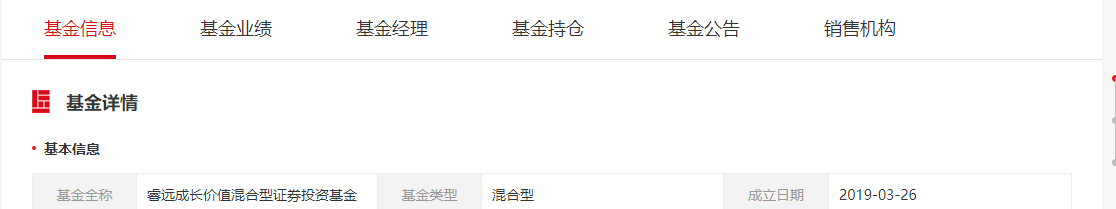 基金信息 基金业绩 基金经理 基金持仓 基金公告 销售机构
基金详情
基本信息
基金全称 睿远成长价值混合型证券投资基金 基金类型 混合型 成立日期 2019-03-26